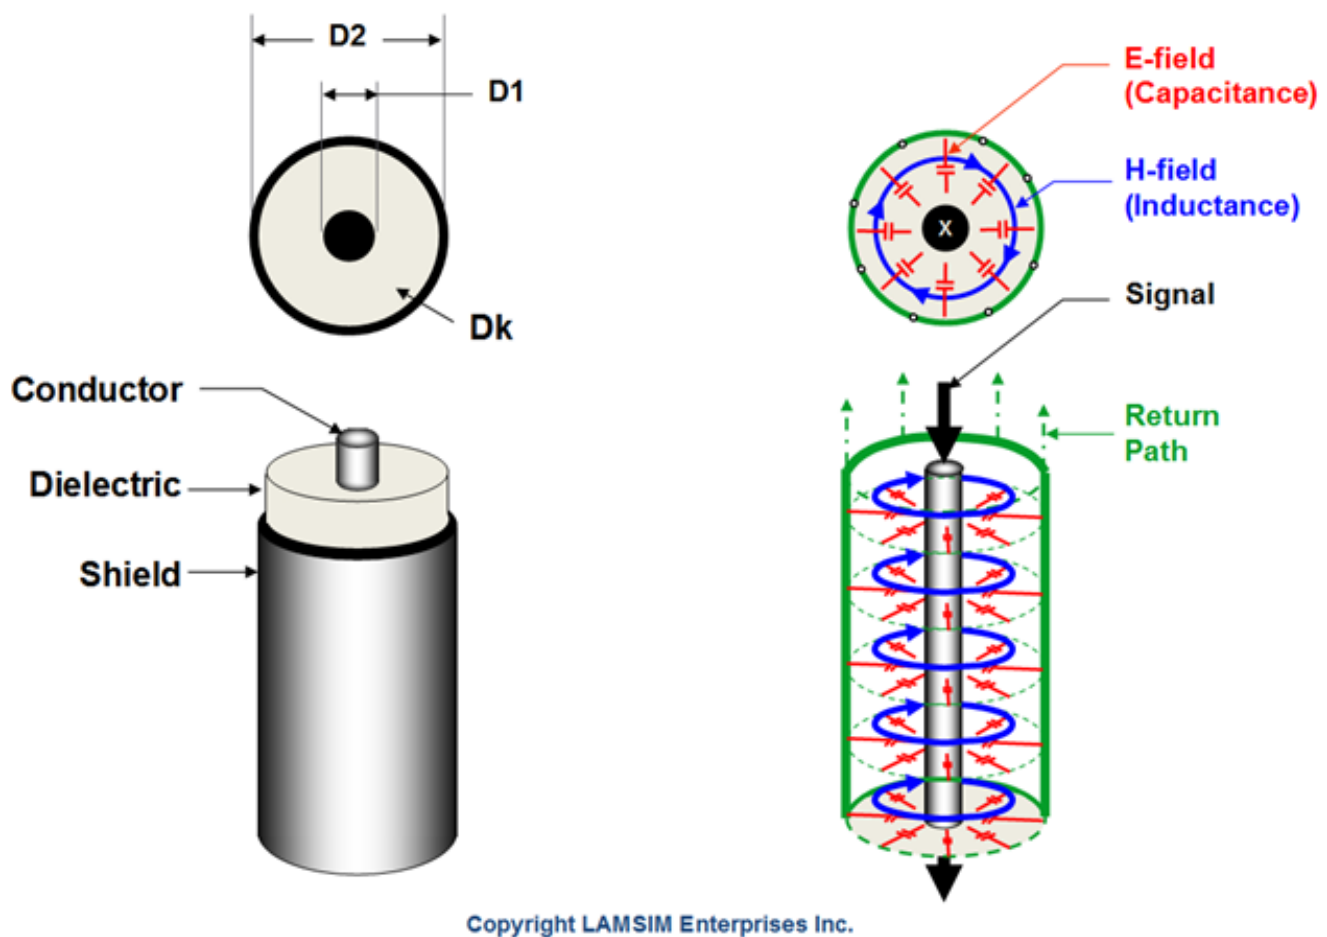 D2
D1
Dk
Conductor
Dielectric
Shield
E-field
(Capacitance)
H-field
(Inductance)
X
Signal
Return
Path
Copyright LAMSIM Enterprises Inc.